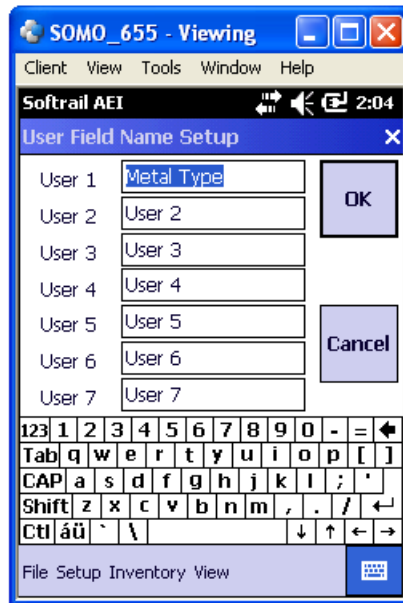 SOMO_655 - Viewing
Client View Tools Window Help
Softrail AEI 2:04
User Field Name Setup
User 1 Metal Type
OK
User 2 User 2
User 3 User 3
User 4 User 4
User 5 User 5
Cancel
User 6 User 6
User 7 User 7
123 1 2 3 4 5 6 7 8 9 0 - =
Tab q w e r t y u i o p [ ]
CAP a s d f g h j k l ; '
Shift z x c v b n m , . /
Ctl áü ` \
File Setup Inventory View